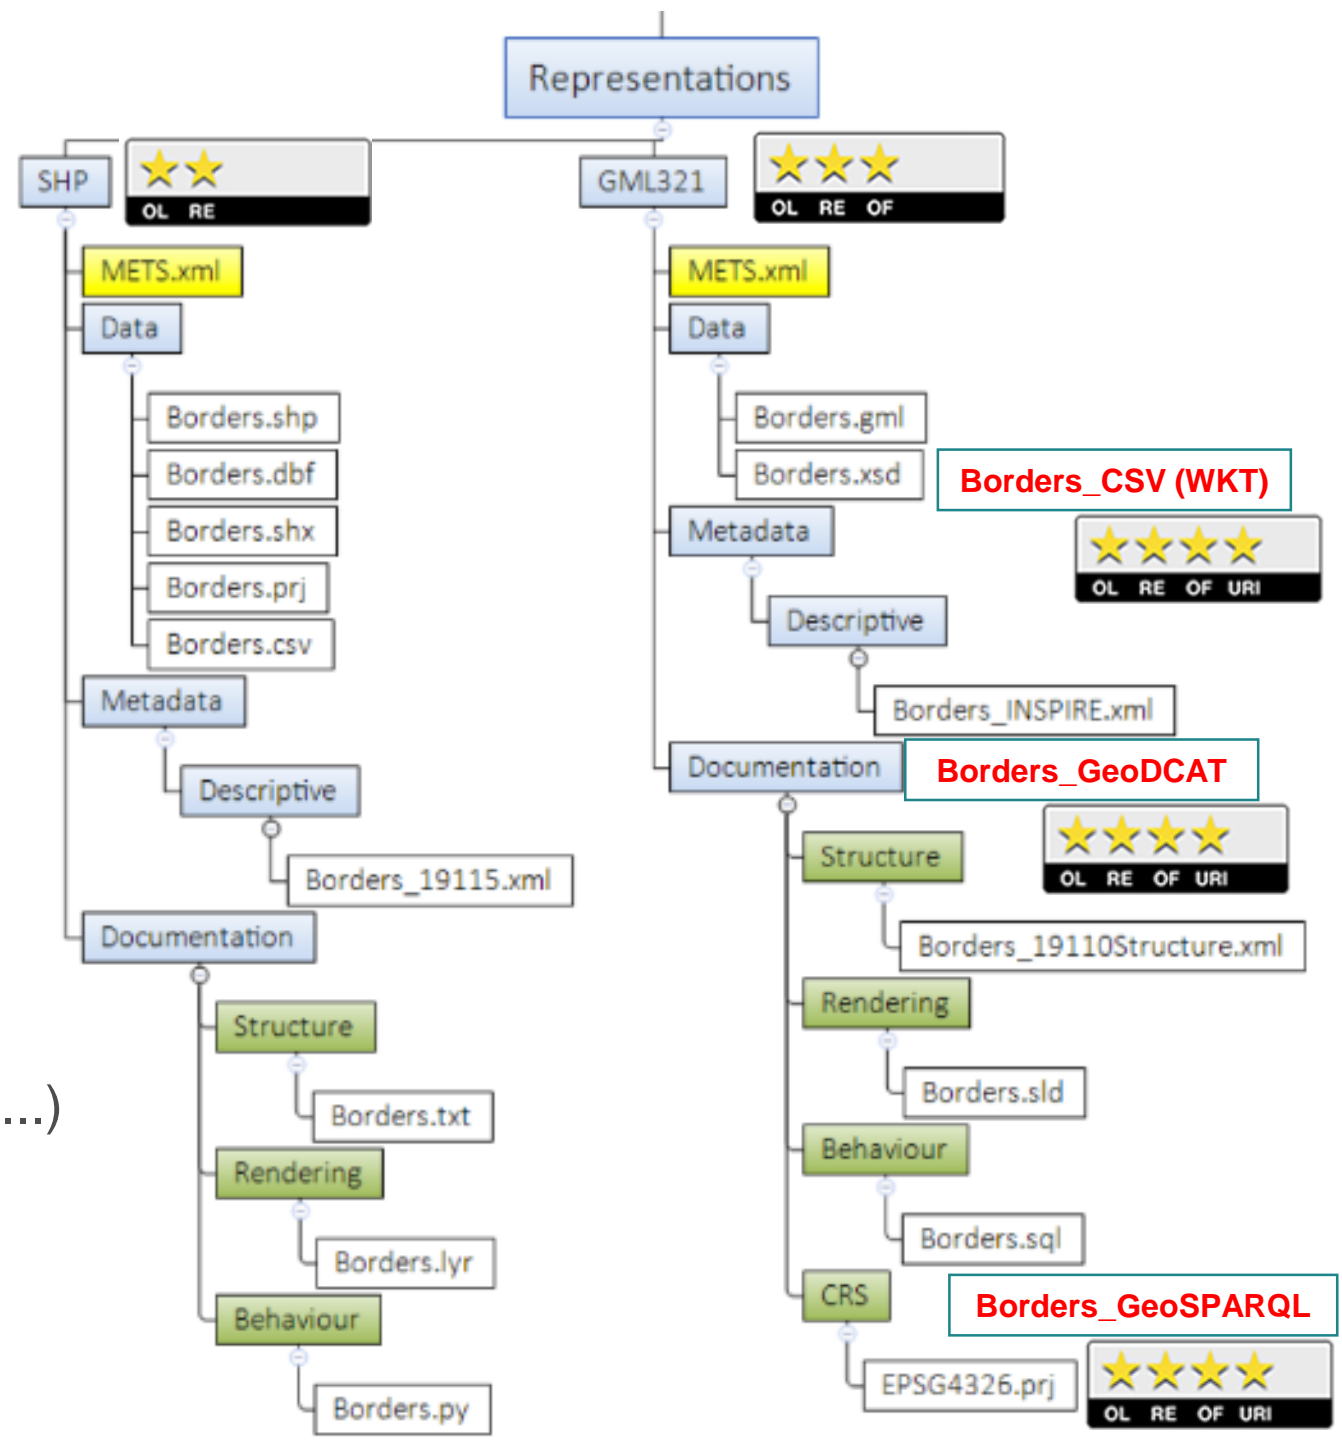 Representations
SHP
OL RE
METS.xml
Data
Borders.shp
Borders.dbf
Borders.shx
Borders.prj
Borders.csv
Metadata
Descriptive
Borders_19115.xml
Documentation
Structure
Borders.txt
Rendering
Borders.lyr
Behaviour
Borders.py
...)
GML321
OL RE OF
METS.xml
Data
Borders.gml
Borders.xsd
Borders_CSV (WKT)
OL RE OF URI
Metadata
Descriptive
Borders_INSPIRE.xml
Documentation
Borders_GeoDCAT
OL RE OF URI
Structure
Borders_19110Structure.xml
Rendering
Borders.sld
Behaviour
Borders.sql
CRS
Borders_GeoSPARQL
EPSG4326.prj
OL RE OF URI